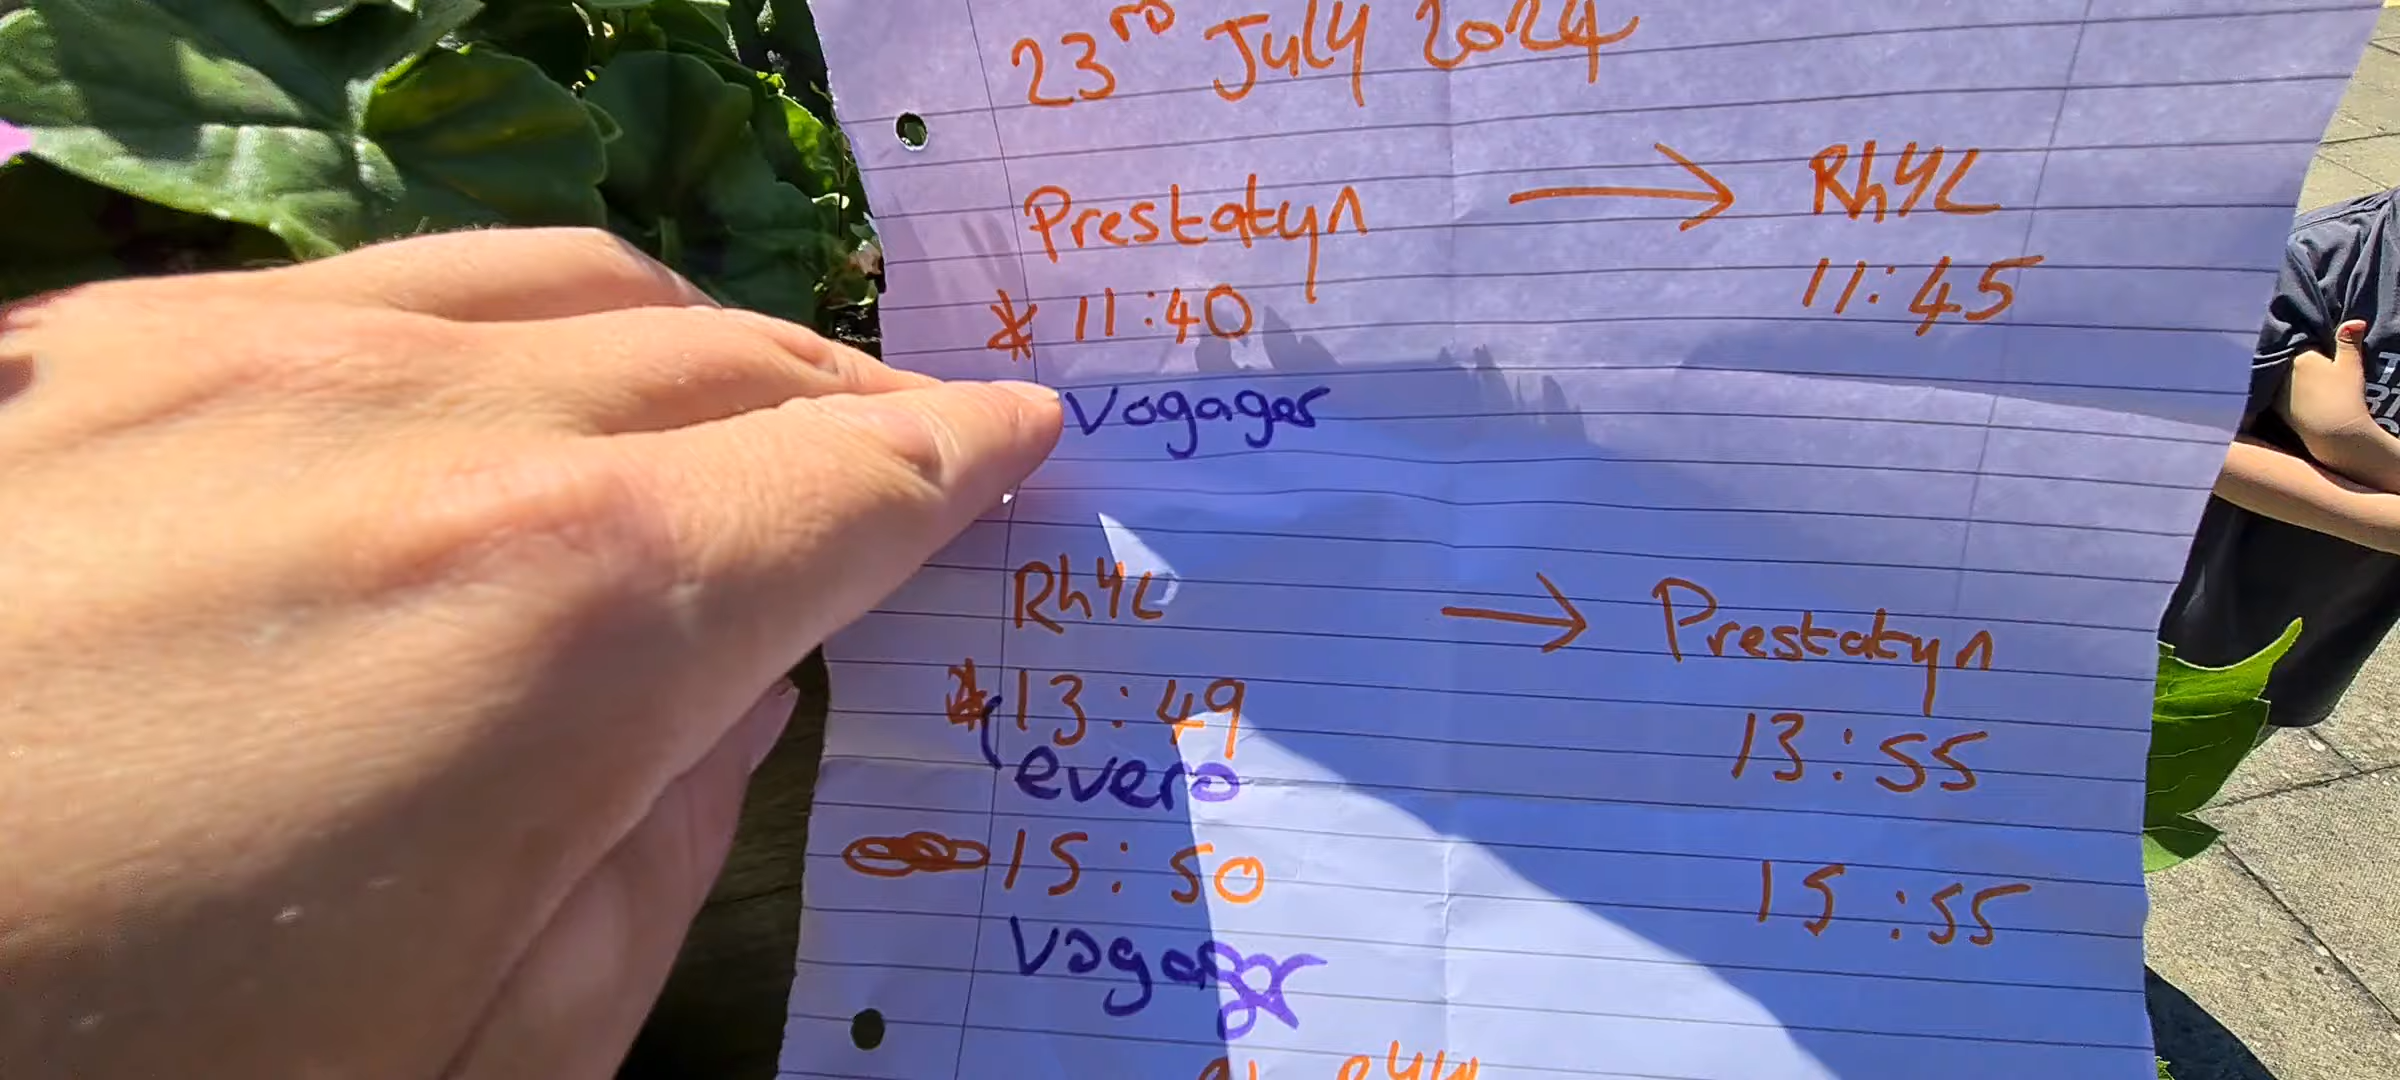 23rd July 2024
Prestatyn → RhYL
* 11:40 11:45
Vogager
RhYL → Prestatyn
* 13:49 13:55
evero
15:50 15:55
Vogager